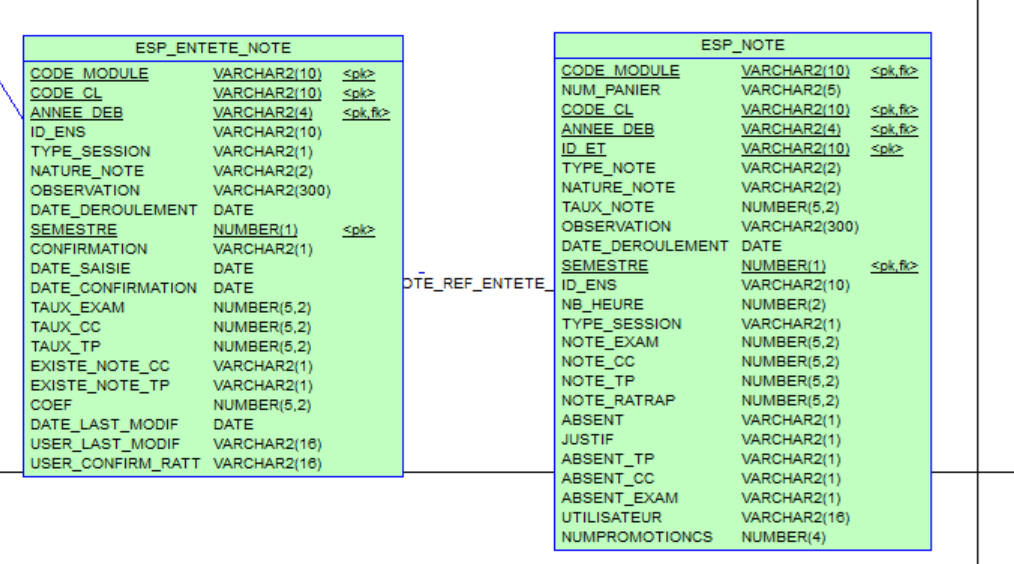 ESP_ENTETE_NOTE
CODE_MODULE VARCHAR2(10) <pk>
CODE_CL VARCHAR2(10) <pk>
ANNEE_DEB VARCHAR2(4) <pk,fk>
ID_ENS VARCHAR2(10)
TYPE_SESSION VARCHAR2(1)
NATURE_NOTE VARCHAR2(2)
OBSERVATION VARCHAR2(300)
DATE_DEROULEMENT DATE
SEMESTRE NUMBER(1) <pk>
CONFIRMATION VARCHAR2(1)
DATE_SAISIE DATE
DATE_CONFIRMATION DATE
TAUX_EXAM NUMBER(5,2)
TAUX_CC NUMBER(5,2)
TAUX_TP NUMBER(5,2)
EXISTE_NOTE_CC VARCHAR2(1)
EXISTE_NOTE_TP VARCHAR2(1)
COEF NUMBER(5,2)
DATE_LAST_MODIF DATE
USER_LAST_MODIF VARCHAR2(16)
USER_CONFIRM_RATT VARCHAR2(16)
OTE_REF_ENTETE_
ESP_NOTE
CODE_MODULE VARCHAR2(10) <pk,fk>
NUM_PANIER VARCHAR2(5)
CODE_CL VARCHAR2(10) <pk,fk>
ANNEE_DEB VARCHAR2(4) <pk,fk>
ID_ET VARCHAR2(10) <pk>
TYPE_NOTE VARCHAR2(2)
NATURE_NOTE VARCHAR2(2)
TAUX_NOTE NUMBER(5,2)
OBSERVATION VARCHAR2(300)
DATE_DEROULEMENT DATE
SEMESTRE NUMBER(1) <pk,fk>
ID_ENS VARCHAR2(10)
NB_HEURE NUMBER(2)
TYPE_SESSION VARCHAR2(1)
NOTE_EXAM NUMBER(5,2)
NOTE_CC NUMBER(5,2)
NOTE_TP NUMBER(5,2)
NOTE_RATRAP NUMBER(5,2)
ABSENT VARCHAR2(1)
JUSTIF VARCHAR2(1)
ABSENT_TP VARCHAR2(1)
ABSENT_CC VARCHAR2(1)
ABSENT_EXAM VARCHAR2(1)
UTILISATEUR VARCHAR2(16)
NUMPROMOTIONCS NUMBER(4)